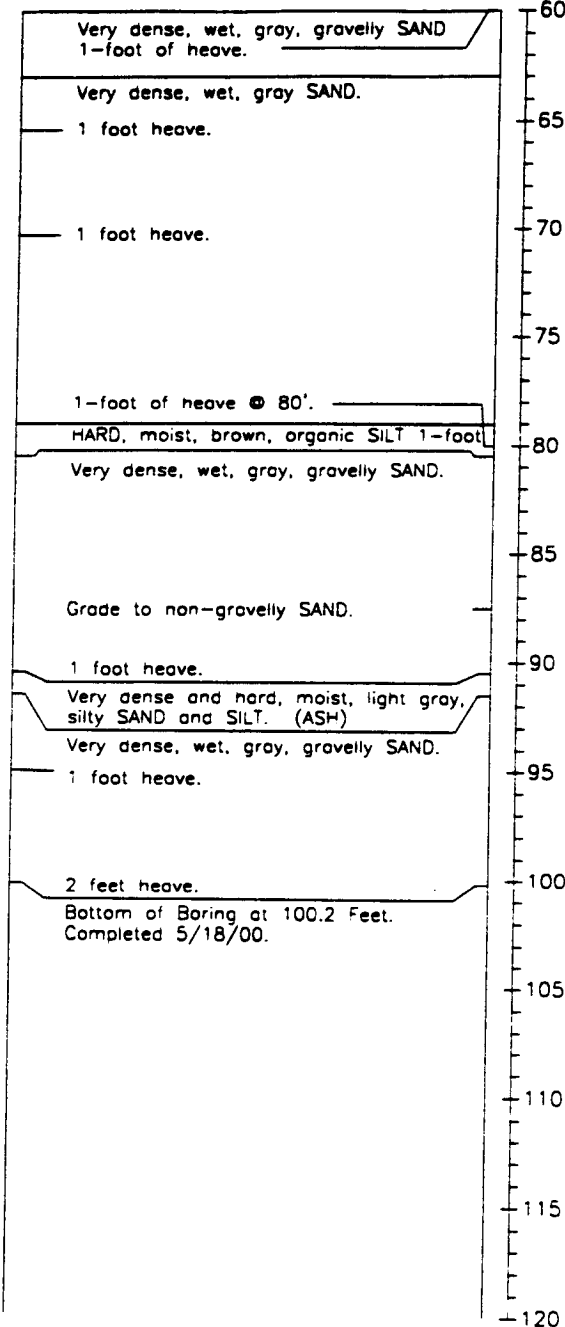 60
Very dense, wet, gray, gravelly SAND
1-foot of heave.
Very dense, wet, gray SAND.
65
1 foot heave.
70
1 foot heave.
75
1-foot of heave @ 80'.
HARD, moist, brown, organic SILT 1-foot
80
Very dense, wet, gray, gravelly SAND.
85
Grade to non-gravelly SAND.
90
1 foot heave.
Very dense and hard, moist, light gray,
silty SAND and SILT. (ASH)
Very dense, wet, gray, gravelly SAND.
95
1 foot heave.
100
2 feet heave.
Bottom of Boring at 100.2 Feet.
Completed 5/18/00.
105
110
115
120